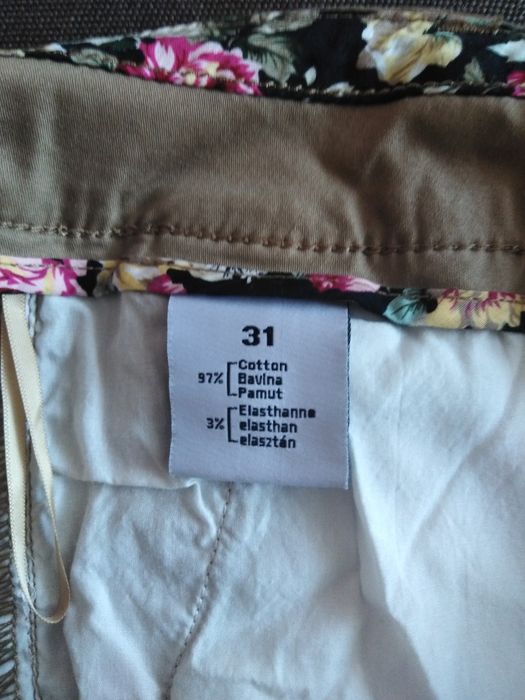 31
97% Cotton
Bavlna
Pamut
3% Elasthanne
elasthan
elasztán